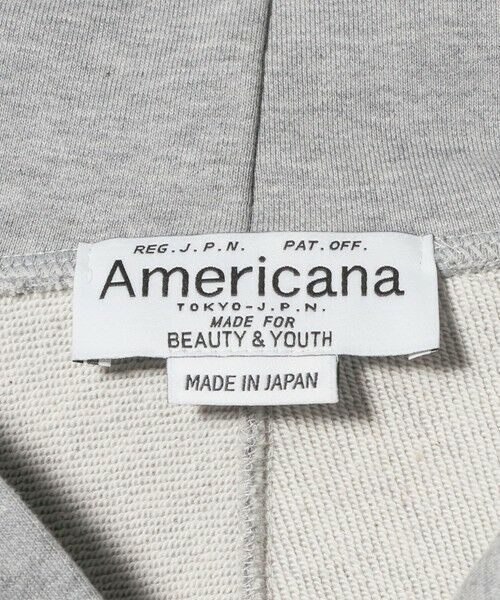 REG. J. P. N. PAT. OFF.
Americana
TOKYO-J.P.N.
MADE FOR
BEAUTY & YOUTH
MADE IN JAPAN